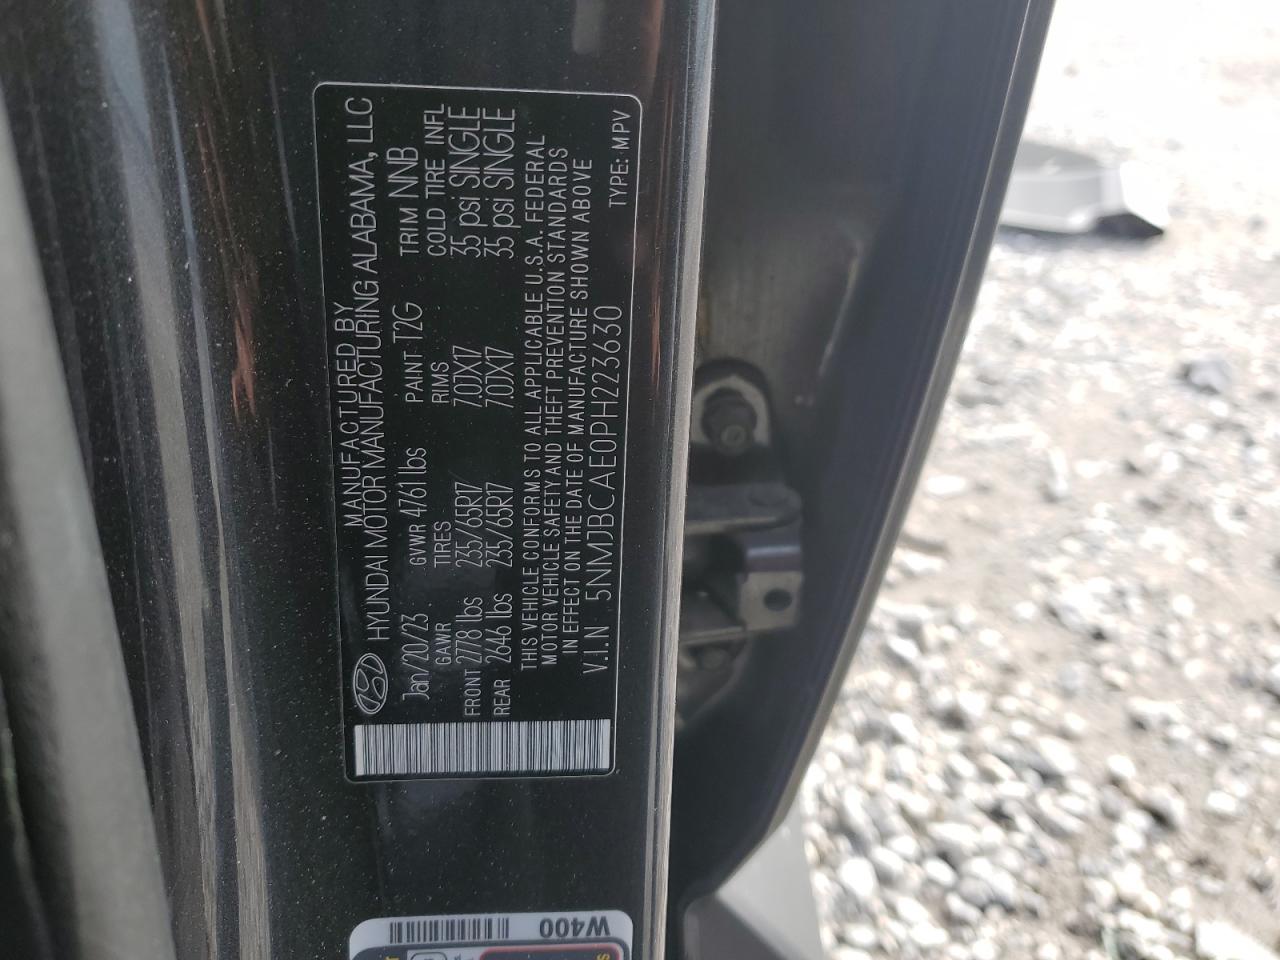 MANUFACTURED BY
HYUNDAI MOTOR MANUFACTURING ALABAMA, LLC
Jan/20/23 GVWR 4761 lbs PAINT T2G TRIM NNB
GAWR TIRES RIMS COLD TIRE INFL
FRONT 2778 lbs 235/65R17 7.0JX17 35 psi SINGLE
REAR 2646 lbs 235/65R17 7.0JX17 35 psi SINGLE
THIS VEHICLE CONFORMS TO ALL APPLICABLE U.S.A. FEDERAL
MOTOR VEHICLE SAFETY AND THEFT PREVENTION STANDARDS
IN EFFECT ON THE DATE OF MANUFACTURE SHOWN ABOVE
V.I.N 5NMJBCAE0PH223630 TYPE: MPV
W400